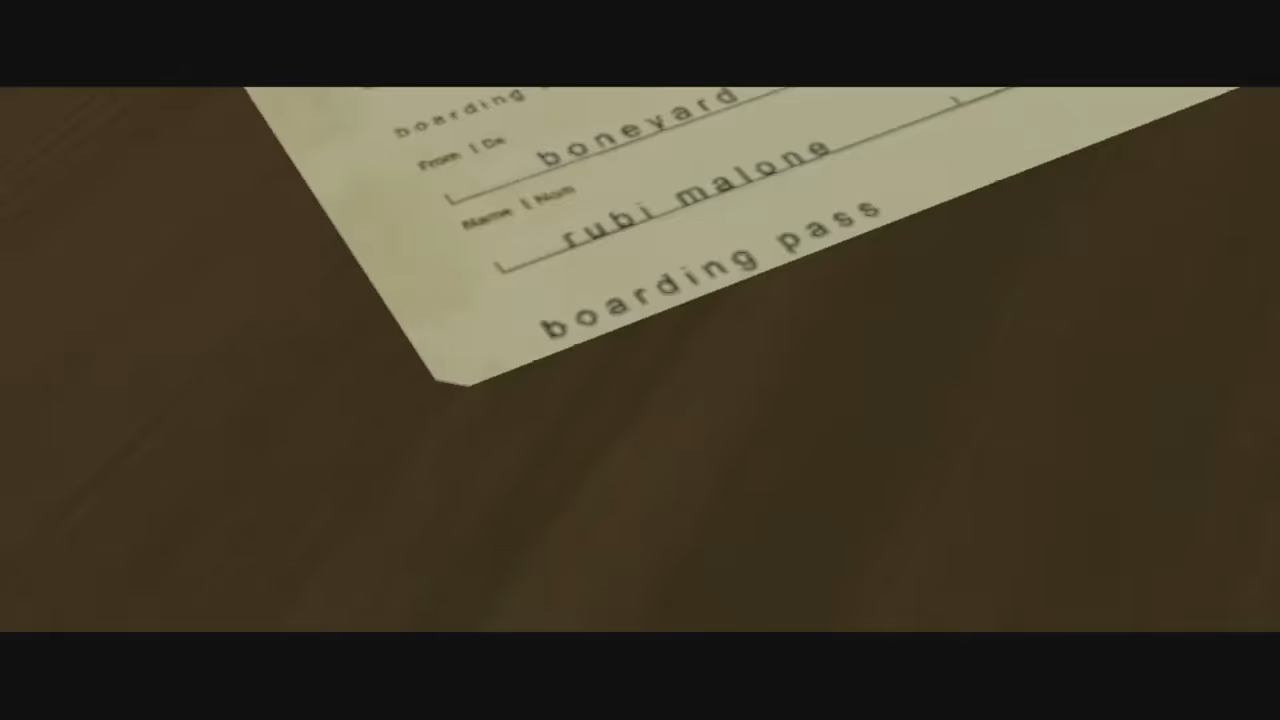 boarding
From | De
boneyard
Name | Nom
rubi malone
boarding pass